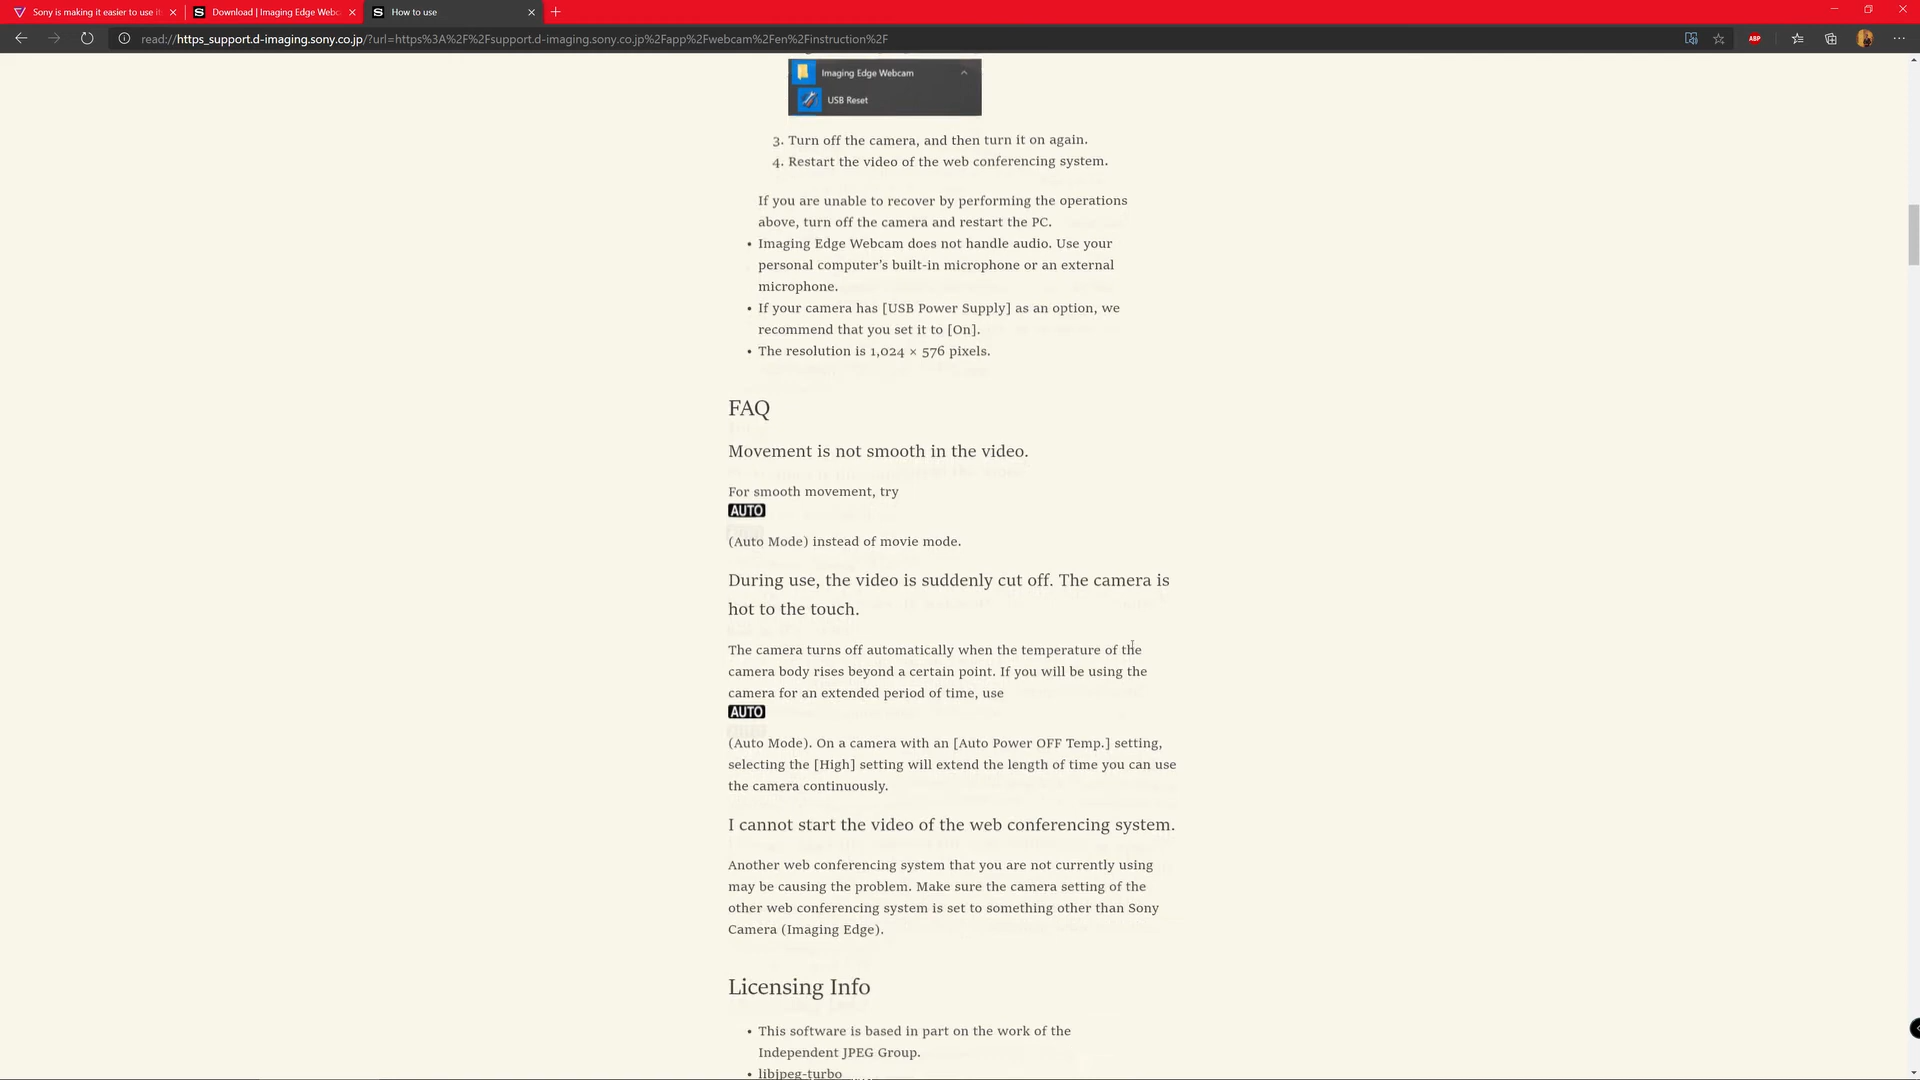 Sony is making it easier to use it
Download | Imaging Edge Webc
How to use
read://https_support.d-imaging.sony.co.jp/?url=https%3A%2F%2Fsupport.d-imaging.sony.co.jp%2Fapp%2Fwebcam%2Fen%2Finstruction%2F
ABP
Imaging Edge Webcam
USB Reset
3. Turn off the camera, and then turn it on again.
4. Restart the video of the web conferencing system.
If you are unable to recover by performing the operations
above, turn off the camera and restart the PC.
• Imaging Edge Webcam does not handle audio. Use your
personal computer’s built-in microphone or an external
microphone.
• If your camera has [USB Power Supply] as an option, we
recommend that you set it to [On].
• The resolution is 1,024 × 576 pixels.
FAQ
Movement is not smooth in the video.
For smooth movement, try
AUTO
(Auto Mode) instead of movie mode.
During use, the video is suddenly cut off. The camera is
hot to the touch.
The camera turns off automatically when the temperature of the
camera body rises beyond a certain point. If you will be using the
camera for an extended period of time, use
AUTO
(Auto Mode). On a camera with an [Auto Power OFF Temp.] setting,
selecting the [High] setting will extend the length of time you can use
the camera continuously.
I cannot start the video of the web conferencing system.
Another web conferencing system that you are not currently using
may be causing the problem. Make sure the camera setting of the
other web conferencing system is set to something other than Sony
Camera (Imaging Edge).
Licensing Info
• This software is based in part on the work of the
Independent JPEG Group.
• libjpeg-turbo